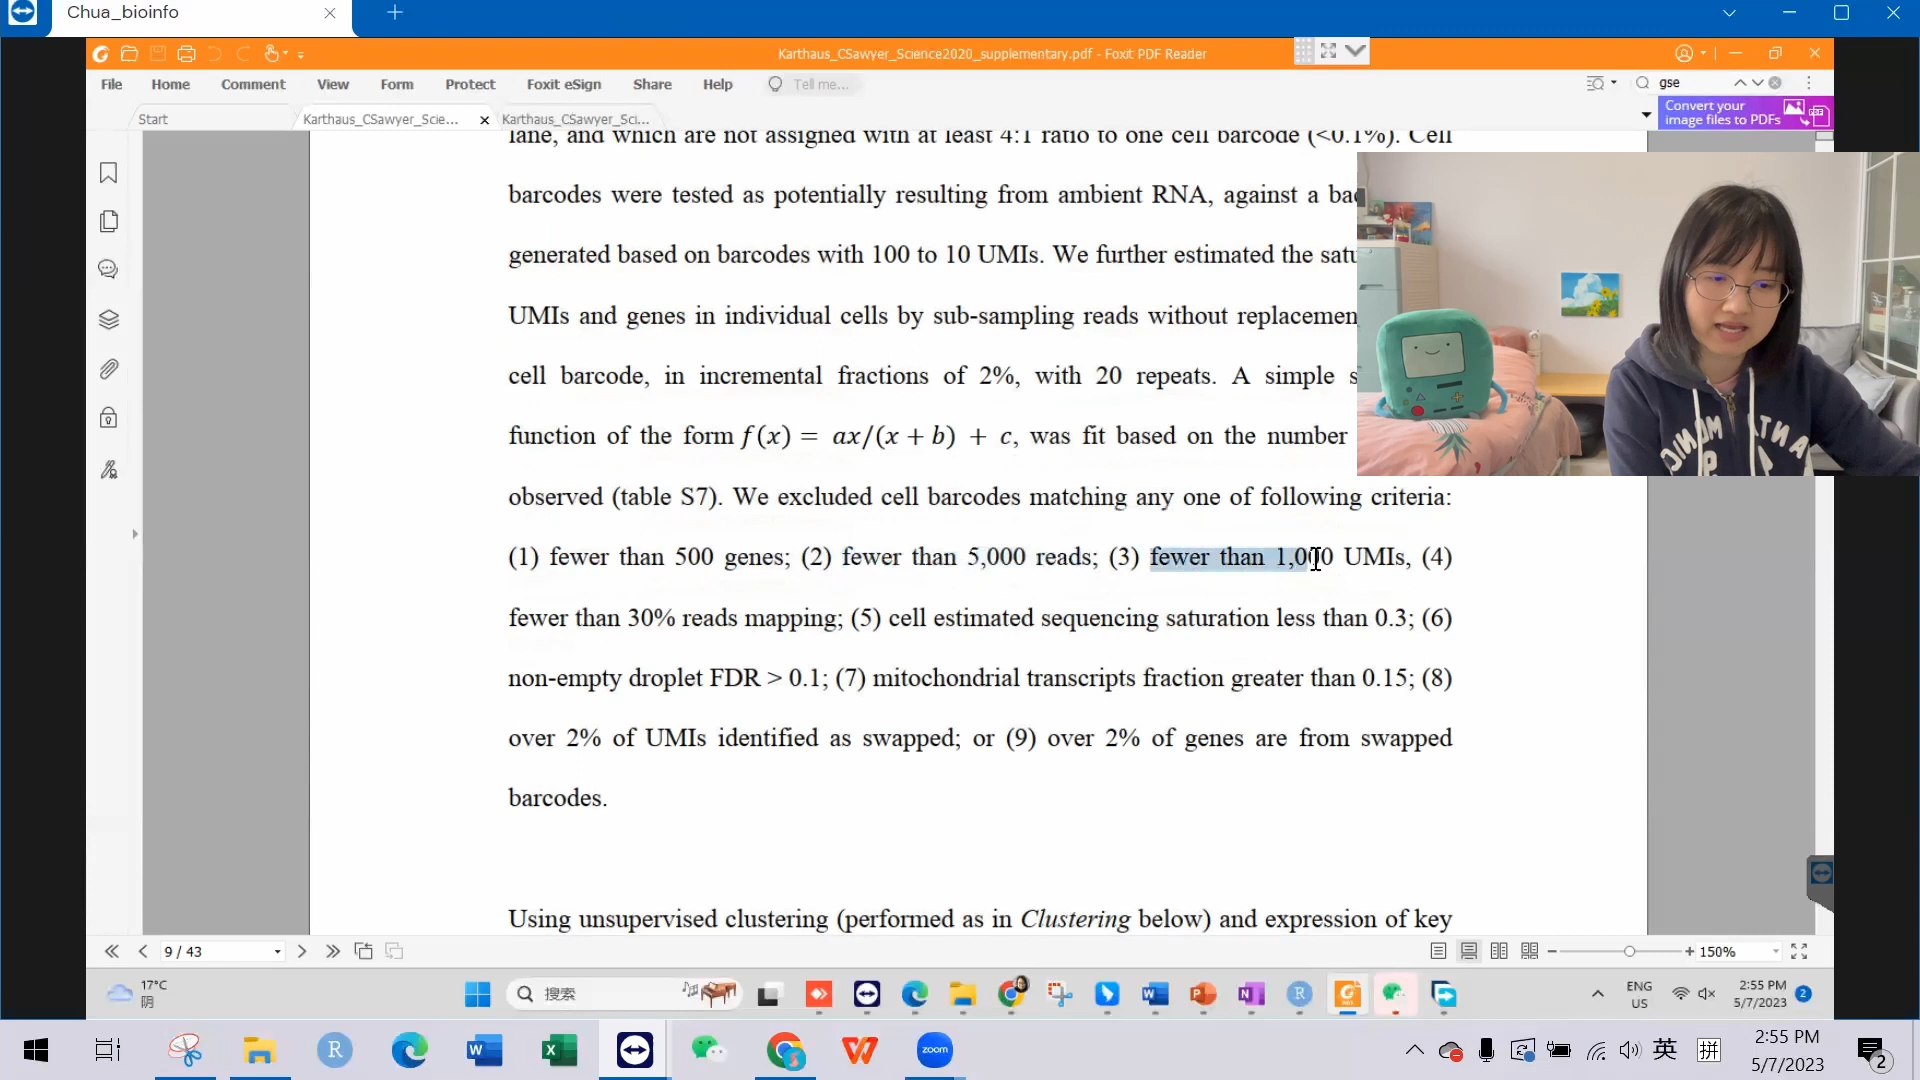 Chua_bioinfo
Karthaus_CSawyer_Science2020_supplementary.pdf - Foxit PDF Reader
File Home Comment View Form Protect Foxit eSign Share Help Tell me... gse
Start Karthaus_CSawyer_Scie... Karthaus_CSawyer_Sci...
Convert your
image files to PDFs
lane, and which are not assigned with at least 4:1 ratio to one cell barcode (<0.1%). Cell
barcodes were tested as potentially resulting from ambient RNA, against a bac
generated based on barcodes with 100 to 10 UMIs. We further estimated the satu
UMIs and genes in individual cells by sub-sampling reads without replacemen
cell barcode, in incremental fractions of 2%, with 20 repeats. A simple s
function of the form f(x) = ax/(x + b) + c, was fit based on the number
observed (table S7). We excluded cell barcodes matching any one of following criteria:
(1) fewer than 500 genes; (2) fewer than 5,000 reads; (3) fewer than 1,000 UMIs, (4)
fewer than 30% reads mapping; (5) cell estimated sequencing saturation less than 0.3; (6)
non-empty droplet FDR > 0.1; (7) mitochondrial transcripts fraction greater than 0.15; (8)
over 2% of UMIs identified as swapped; or (9) over 2% of genes are from swapped
barcodes.
Using unsupervised clustering (performed as in Clustering below) and expression of key
9 / 43
150%
17°C
阴
搜索
ENG
US
2:55 PM
5/7/2023
2
zoom
英 拼
2:55 PM
5/7/2023
2